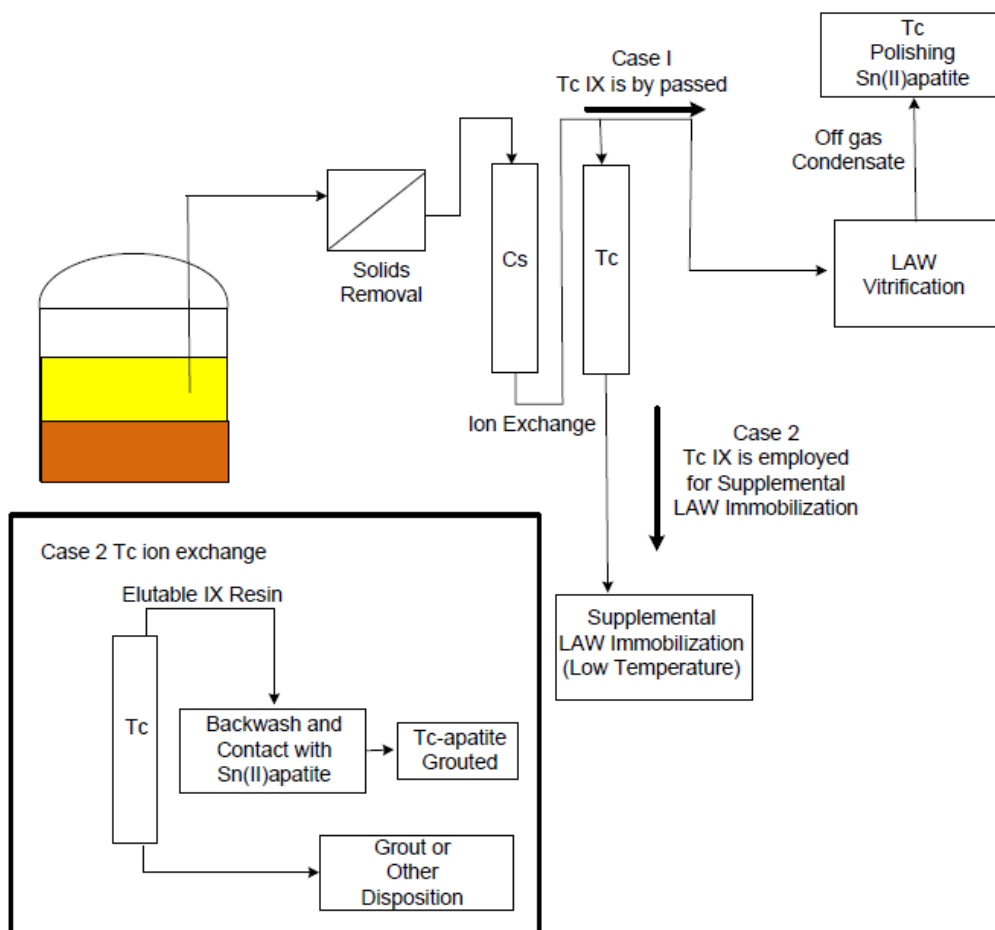 Tc
Polishing
Sn(II)apatite
Case I
Tc IX is by passed
Off gas
Condensate
Solids
Removal
Cs
Tc
LAW
Vitrification
Ion Exchange
Case 2
Tc IX is employed
for Supplemental
LAW Immobilization
Supplemental
LAW Immobilization
(Low Temperature)
Case 2 Tc ion exchange
Elutable IX Resin
Tc
Backwash and
Contact with
Sn(II)apatite
Tc-apatite
Grouted
Grout or
Other
Disposition